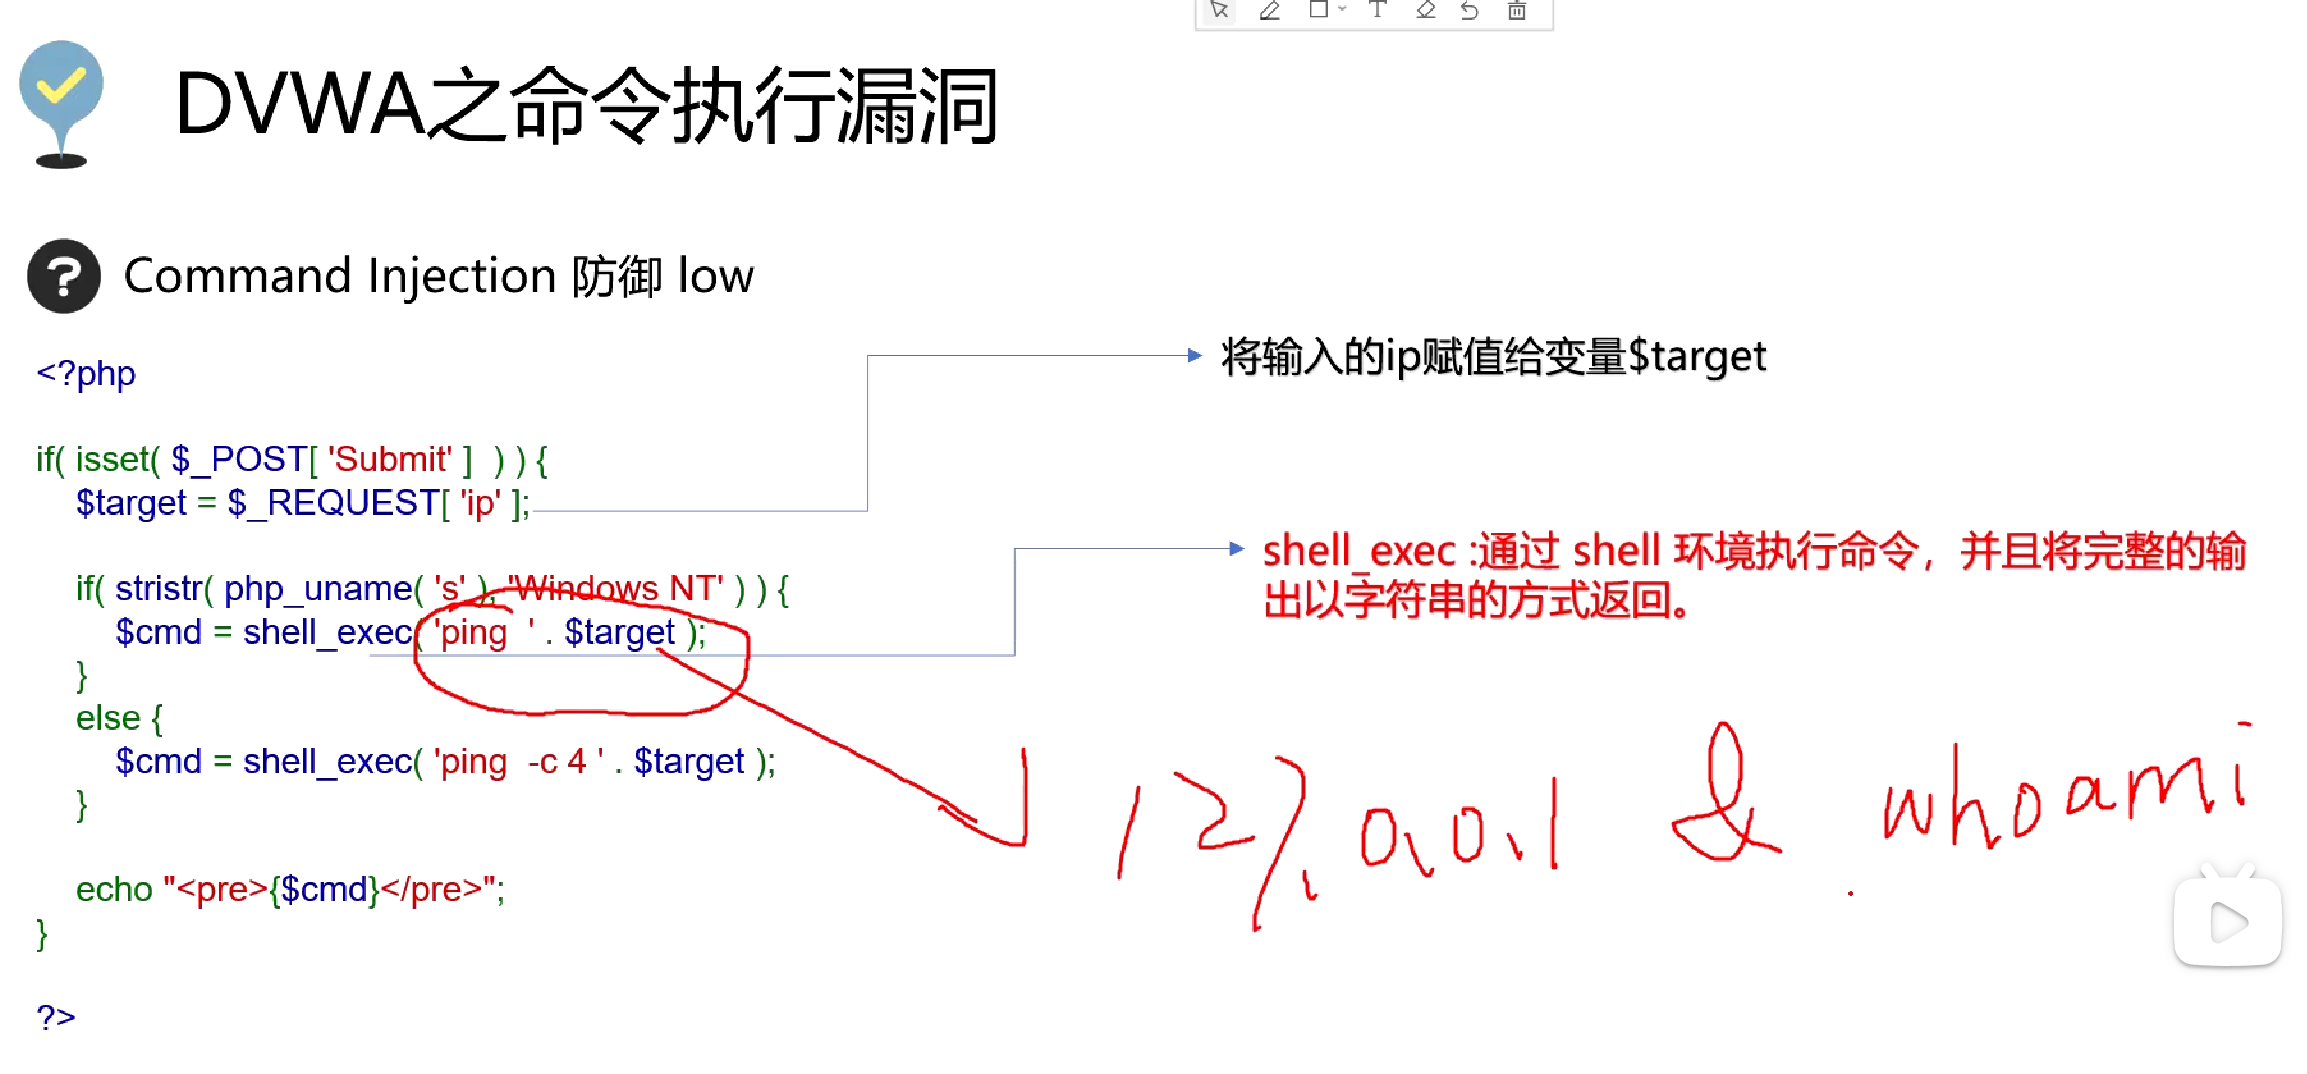 DVWA之命令执行漏洞
Command Injection 防御 low
<?php
将输入的ip赋值给变量$target
if( isset( $_POST[ 'Submit' ]  ) ) {
$target = $_REQUEST[ 'ip' ];
shell_exec :通过 shell 环境执行命令，并且将完整的输
出以字符串的方式返回。
if( stristr( php_uname( 's' ), 'Windows NT' ) ) {
$cmd = shell_exec( 'ping  ' . $target );
}
else {
$cmd = shell_exec( 'ping  -c 4 ' . $target );
}
127.0.0.1 & whoami
echo "<pre>{$cmd}</pre>";
}
?>